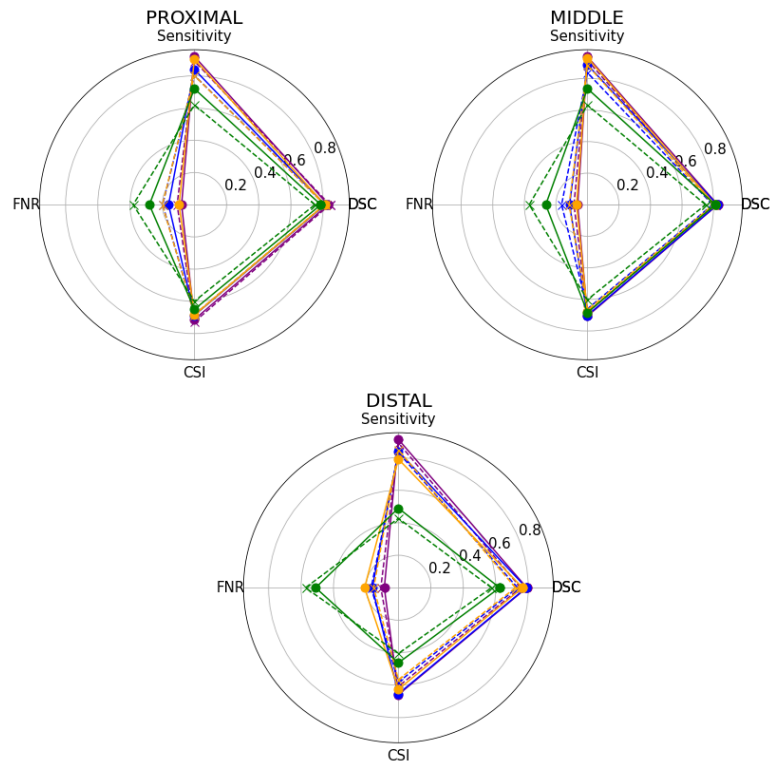 PROXIMAL
Sensitivity
0.8
0.6
0.4
0.2
FNR
DSC
CSI
MIDDLE
Sensitivity
0.8
0.6
0.4
0.2
FNR
DSC
CSI
DISTAL
Sensitivity
0.8
0.6
0.4
0.2
FNR
DSC
CSI